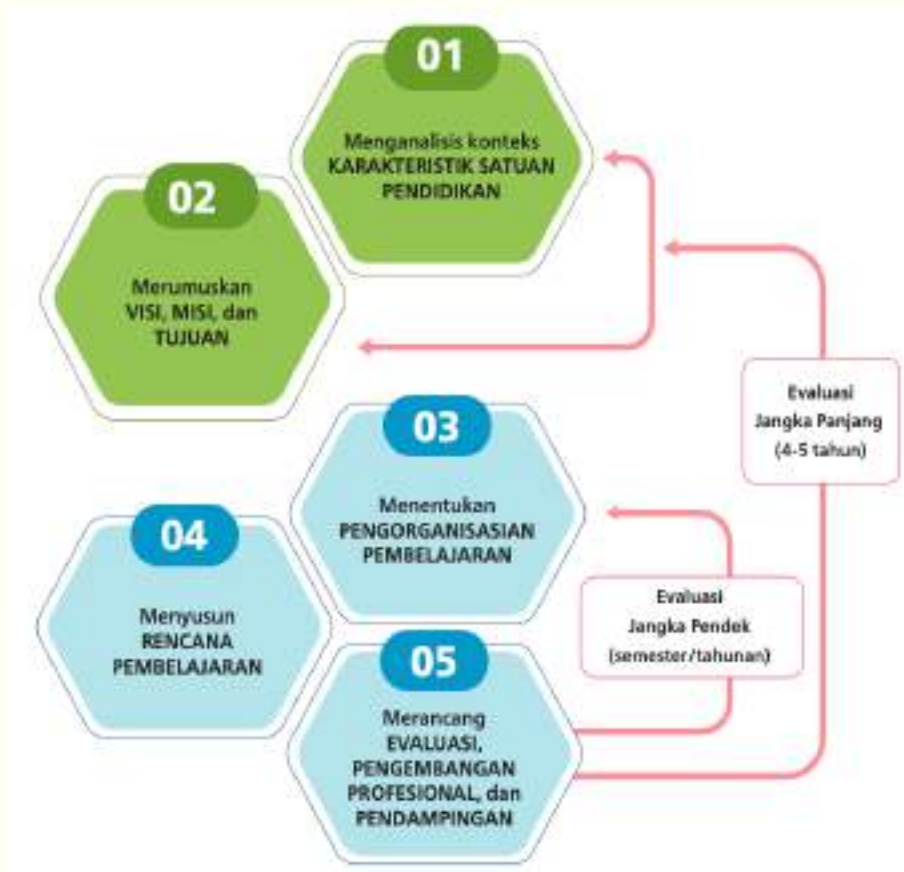 01
Menganalisis konteks
KARAKTERISTIK SATUAN
PENDIDIKAN
02
Merumuskan
VISI, MISI, dan
TUJUAN
03
Menentukan
PENGORGANISASIAN
PEMBELAJARAN
04
Menyusun
RENCANA
PEMBELAJARAN
05
Merancang
EVALUASI,
PENGEMBANGAN
PROFESIONAL, dan
PENDAMPINGAN
Evaluasi
Jangka Panjang
(4-5 tahun)
Evaluasi
Jangka Pendek
(semester/tahunan)